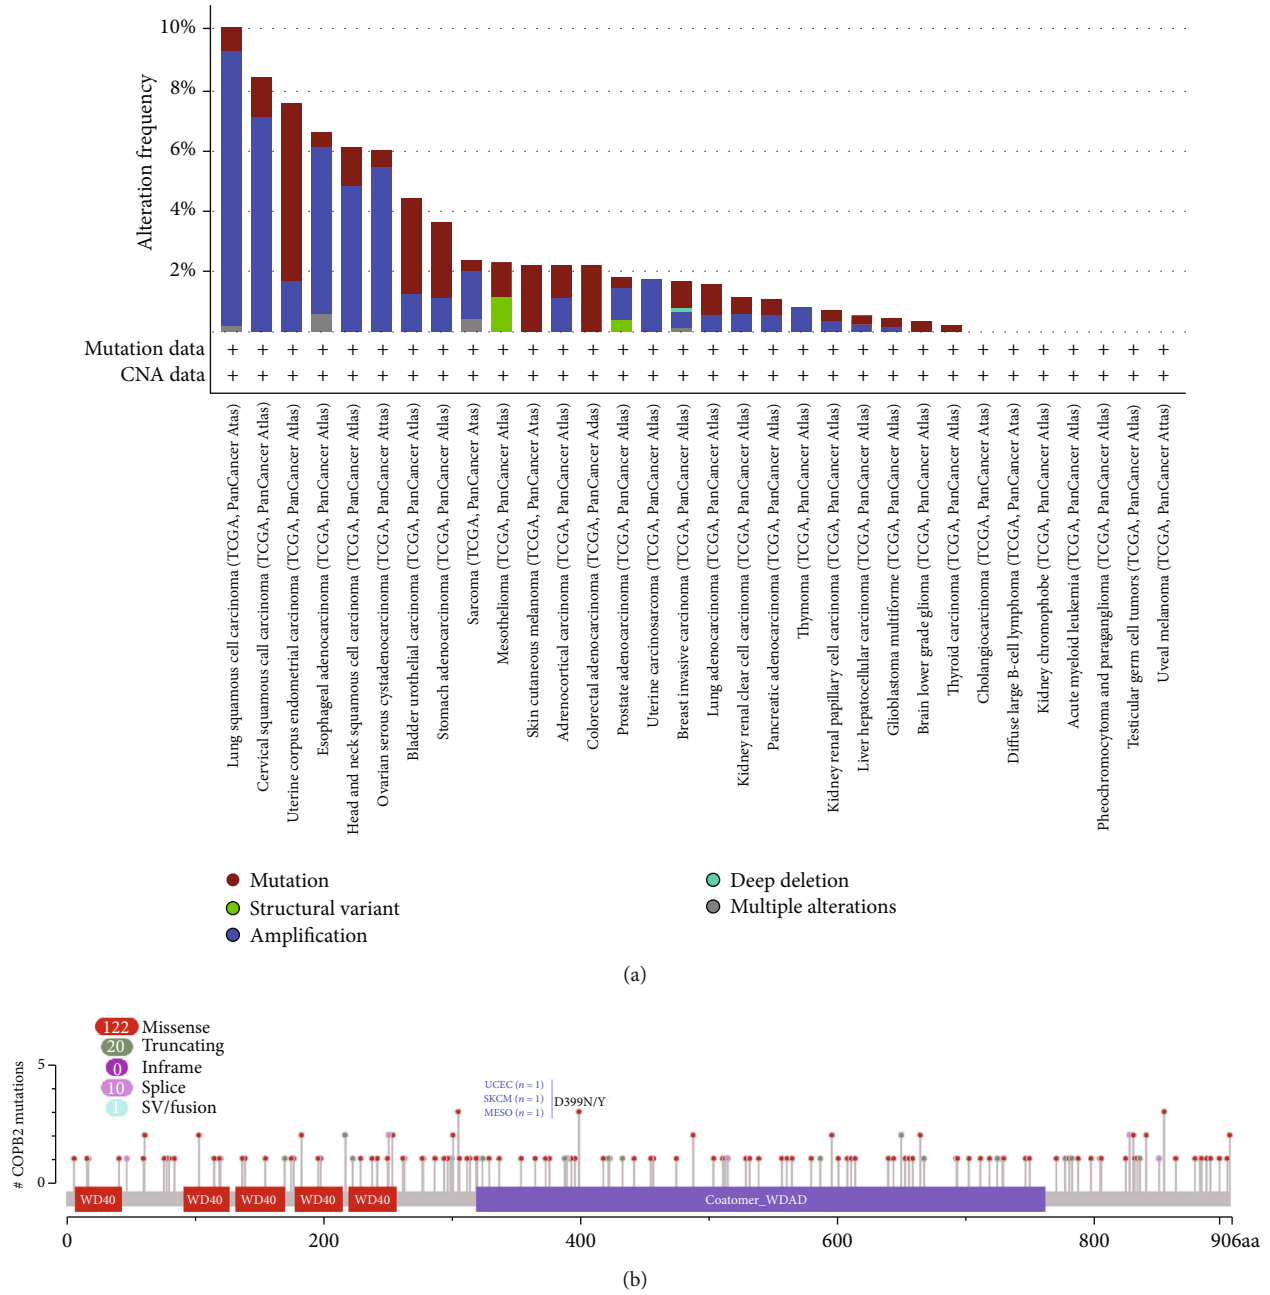 10%
8%
6%
4%
2%
Alteration frequency
Mutation data + + + + + + + + + + + + + + + + + + + + + + + + + + + + + + + +
CNA data + + + + + + + + + + + + + + + + + + + + + + + + + + + + + + + +
Lung squamous cell carcinoma (TCGA, PanCancer Atas)
Cervical squamous call carcinoma (TCGA, PanCancer Atlas)
Uterine corpus endometrial carcinoma (TCGA, PanCancer Atlas)
Esophageal adenocarcinoma (TCGA, PanCancer Atlas)
Head and neck squamous cell carcinoma (TCGA, PanCancer Atlas)
Ovarian serous cystadenocarcinoma (TCGA, PanCancer Attas)
Bladder urothelial carcinoma (TCGA, PanCancer Atlas)
Stomach adenocarcinoma (TCGA, PanCancer Atlas)
Sarcoma (TCGA, PanCancer Atlas)
Mesothelioma (TCGA, PanCancer Atlas)
Skin cutaneous melanoma (TCGA, PanCancer Atlas)
Adrenocortical carcinoma (TCGA, PanCancer Atlas)
Colorectal adenocarcinoma (TCGA, PanCancer Adas)
Prostate adenocarcinoma (TCGA, PanCancer Atlas)
Uterine carcinosarcoma (TCGA, PanCancer Atlas)
Breast invasive carcinoma (TCGA, PanCancer Atlas)
Lung adenocarcinoma (TCGA, PanCancer Atlas)
Kidney renal clear cell carcinoma (TCGA, PanCancer Atlas)
Pancreatic adenocarcinoma (TCGA, PanCancer Atlas)
Thymoma (TCGA, PanCancer Atlas)
Kidney renal papillary cell carcinoma (TCGA, PanCancer Atlas)
Liver hepatocellular carcinoma (TCGA, PanCancer Atlas)
Glioblastoma multiforme (TCGA, PanCancer Atlas)
Brain lower grade glioma (TCGA, PanCancer Atlas)
Thyroid carcinoma (TCGA, PanCancer Atlas)
Cholangiocarcinoma (TCGA, PanCancer Atlas)
Diffuse large B-cell lymphoma (TCGA, PanCancer Atlas)
Kidney chromophobe (TCGA, PanCancer Atlas)
Acute myeloid leukemia (TCGA, PanCancer Atlas)
Pheochromocytoma and paraganglioma (TCGA, PanCancer Atlas)
Testicular germ cell tumors (TCGA, PanCancer Atlas)
Uveal melanoma (TCGA, PanCancer Attas)
Mutation
Structural variant
Amplification
Deep deletion
Multiple alterations
(a)
122 Missense
20 Truncating
0 Inframe
10 Splice
1 SV/fusion
# COPB2 mutations
5
0
UCEC (n = 1)
SKCM (n = 1)
MESO (n = 1)
D399N/Y
WD40 WD40 WD40 WD40 WD40 Coatomer_WDAD
0 200 400 600 800 906aa
(b)